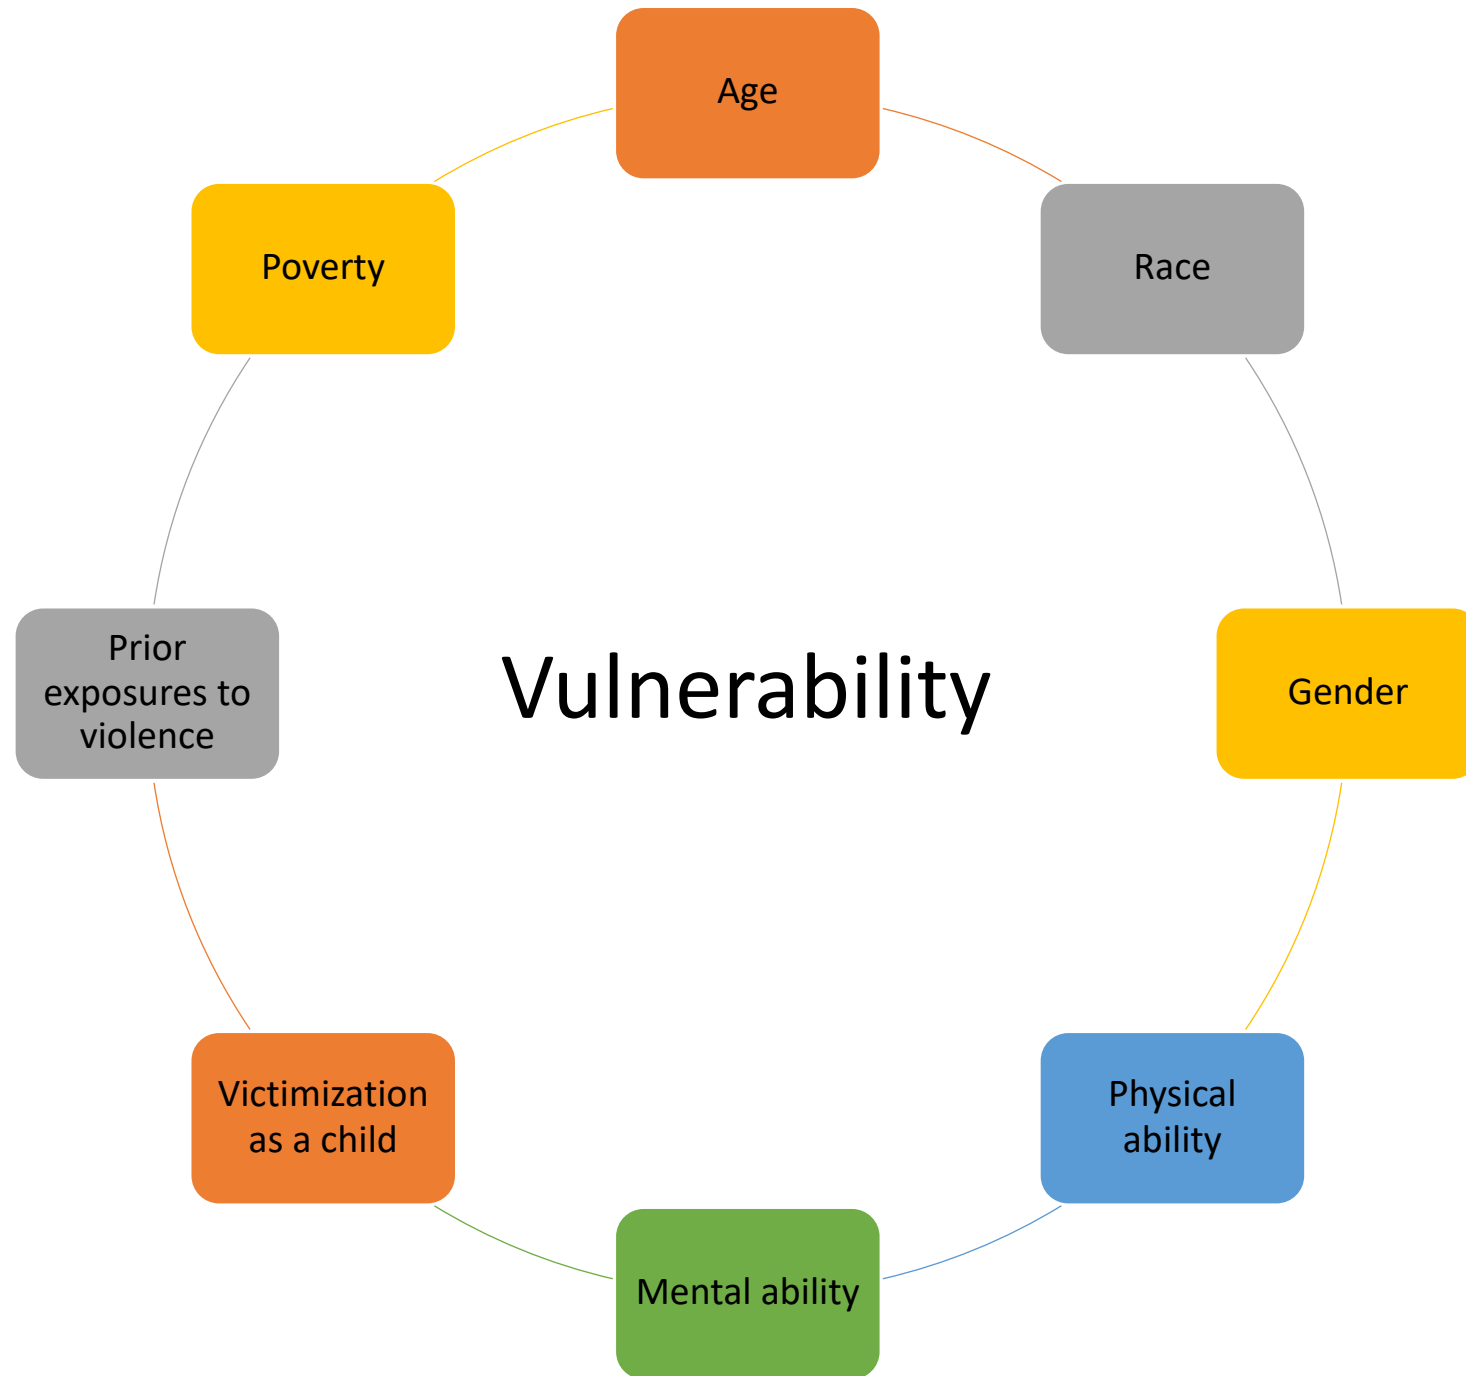 Age
Race
Gender
Physical
ability
Mental ability
Victimization
as a child
Prior
exposures to
violence
Poverty
Vulnerability